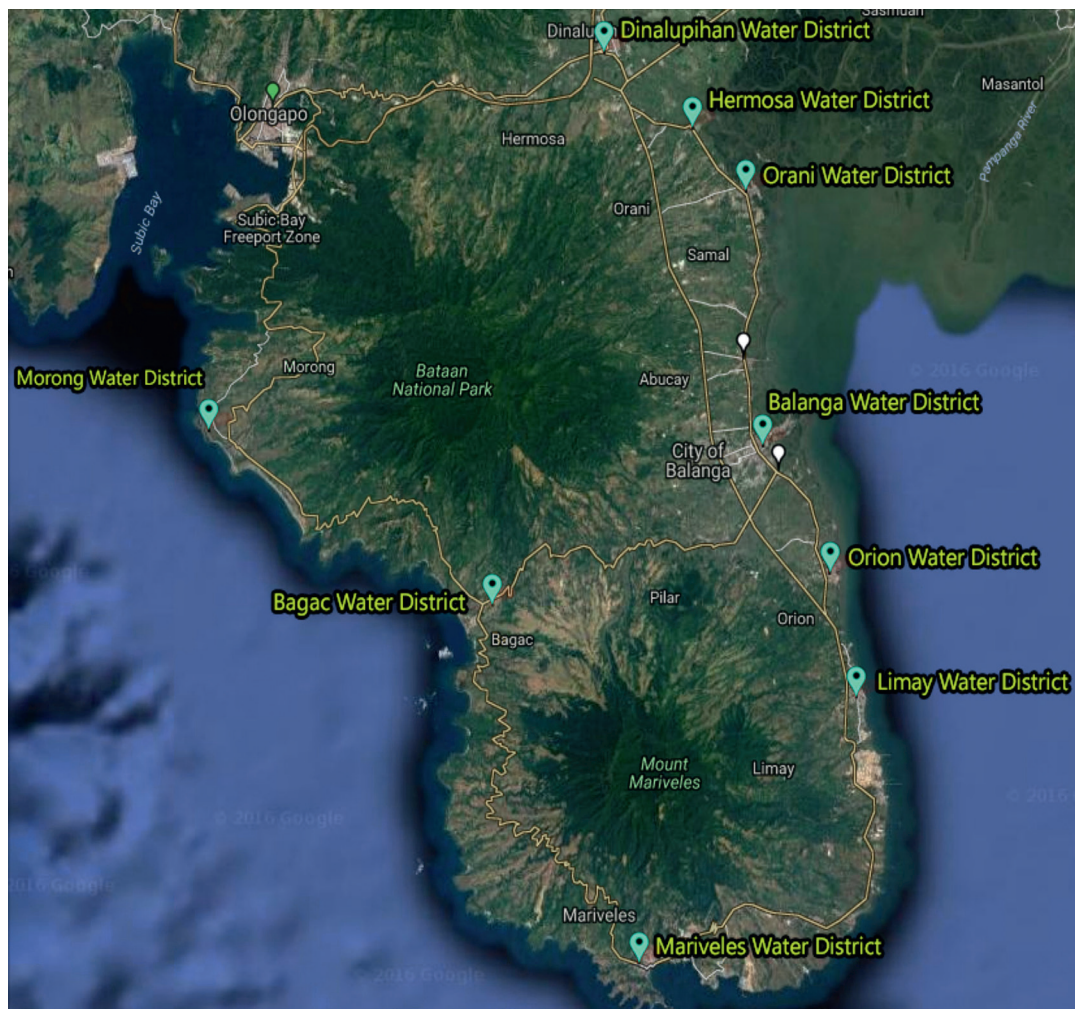 Sasmuan
Dinalu
Dinalupihan Water District
Masantol
Hermosa Water District
Olongapo
Hermosa
Pampanga River
Orani Water District
Orani
Subic Bay
Subic Bay
Freeport Zone
Samal
Morong Water District
Morong
Bataan
National Park
Abucay
© 2016 Google
Balanga Water District
City of
Balanga
Orion Water District
Bagac Water District
Pilar
Orion
Bagac
Limay Water District
Mount
Mariveles
Limay
© 2016 Google
2016 Google
Mariveles
Mariveles Water District
© 2016 Google